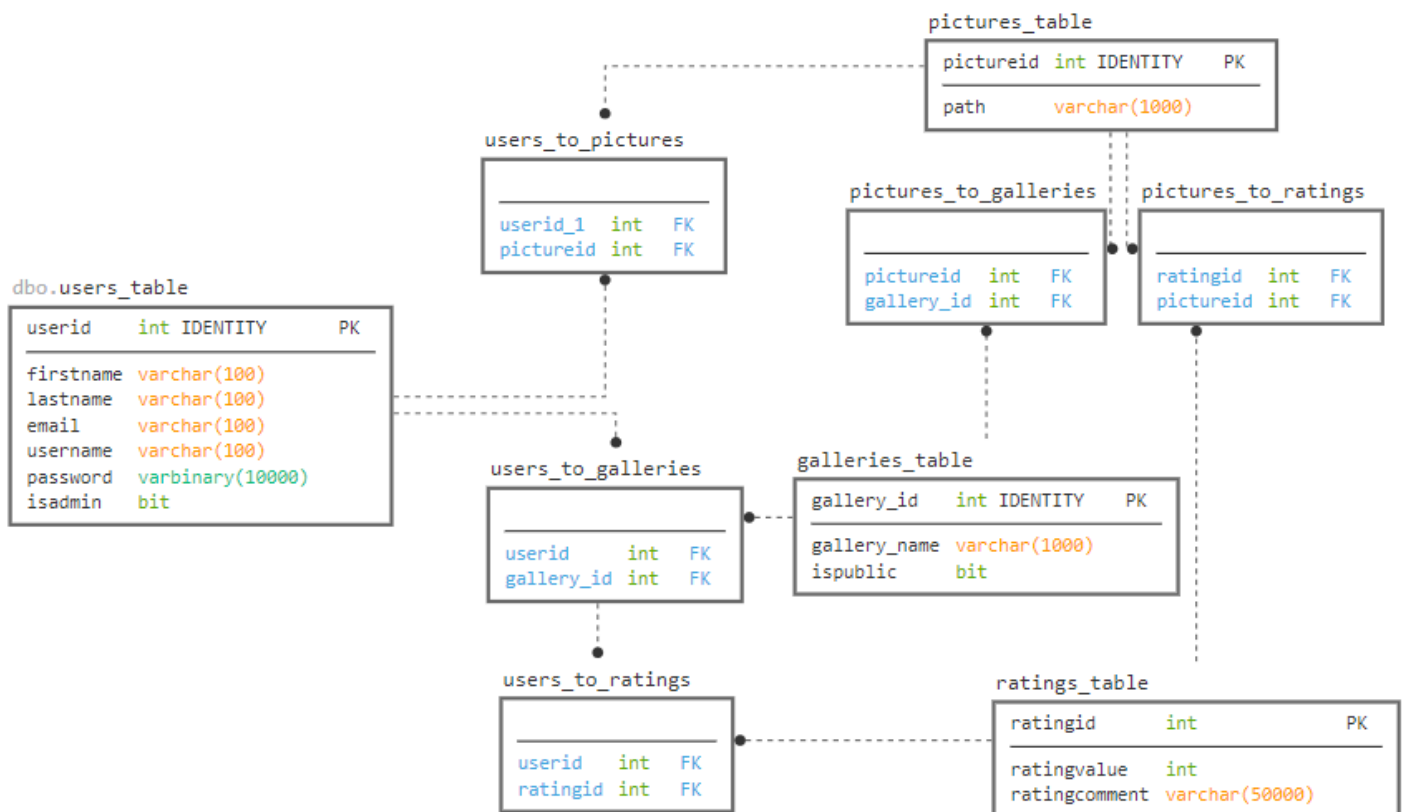 pictures_table
pictureid int IDENTITY PK
path varchar(1000)
users_to_pictures
userid_1 int FK
pictureid int FK
pictures_to_galleries
pictureid int FK
gallery_id int FK
pictures_to_ratings
ratingid int FK
pictureid int FK
dbo.users_table
userid int IDENTITY PK
firstname varchar(100)
lastname varchar(100)
email varchar(100)
username varchar(100)
password varbinary(10000)
isadmin bit
users_to_galleries
userid int FK
gallery_id int FK
galleries_table
gallery_id int IDENTITY PK
gallery_name varchar(1000)
ispublic bit
users_to_ratings
userid int FK
ratingid int FK
ratings_table
ratingid int PK
ratingvalue int
ratingcomment varchar(50000)